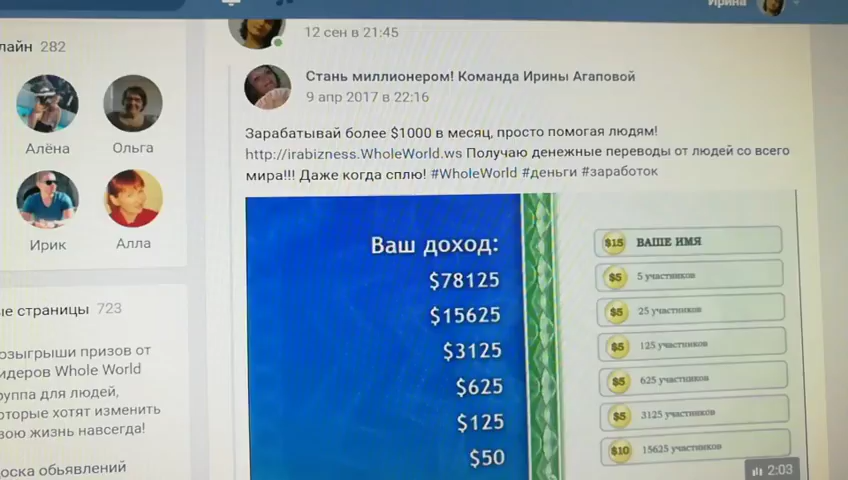 Ирина
12 сен в 21:45
лайн 282
Алёна
Ольга
Ирик
Алла
ые страницы 723
озыгрыши призов от
идеров Whole World
руппа для людей,
оторые хотят изменить
вою жизнь навсегда!
оска обьявлений
Стань миллионером! Команда Ирины Агаповой
9 апр 2017 в 22:16
Зарабатывай более $1000 в месяц, просто помогая людям!
http://irabizness.WholeWorld.ws Получаю денежные переводы от людей со всего
мира!!! Даже когда сплю! #WholeWorld #деньги #заработок
Ваш доход:
$78125
$15625
$3125
$625
$125
$50
$15 ВАШЕ ИМЯ
$5 5 участников
$5 25 участников
$5 125 участников
$5 625 участников
$5 3125 участников
$10 15625 участников
2:03